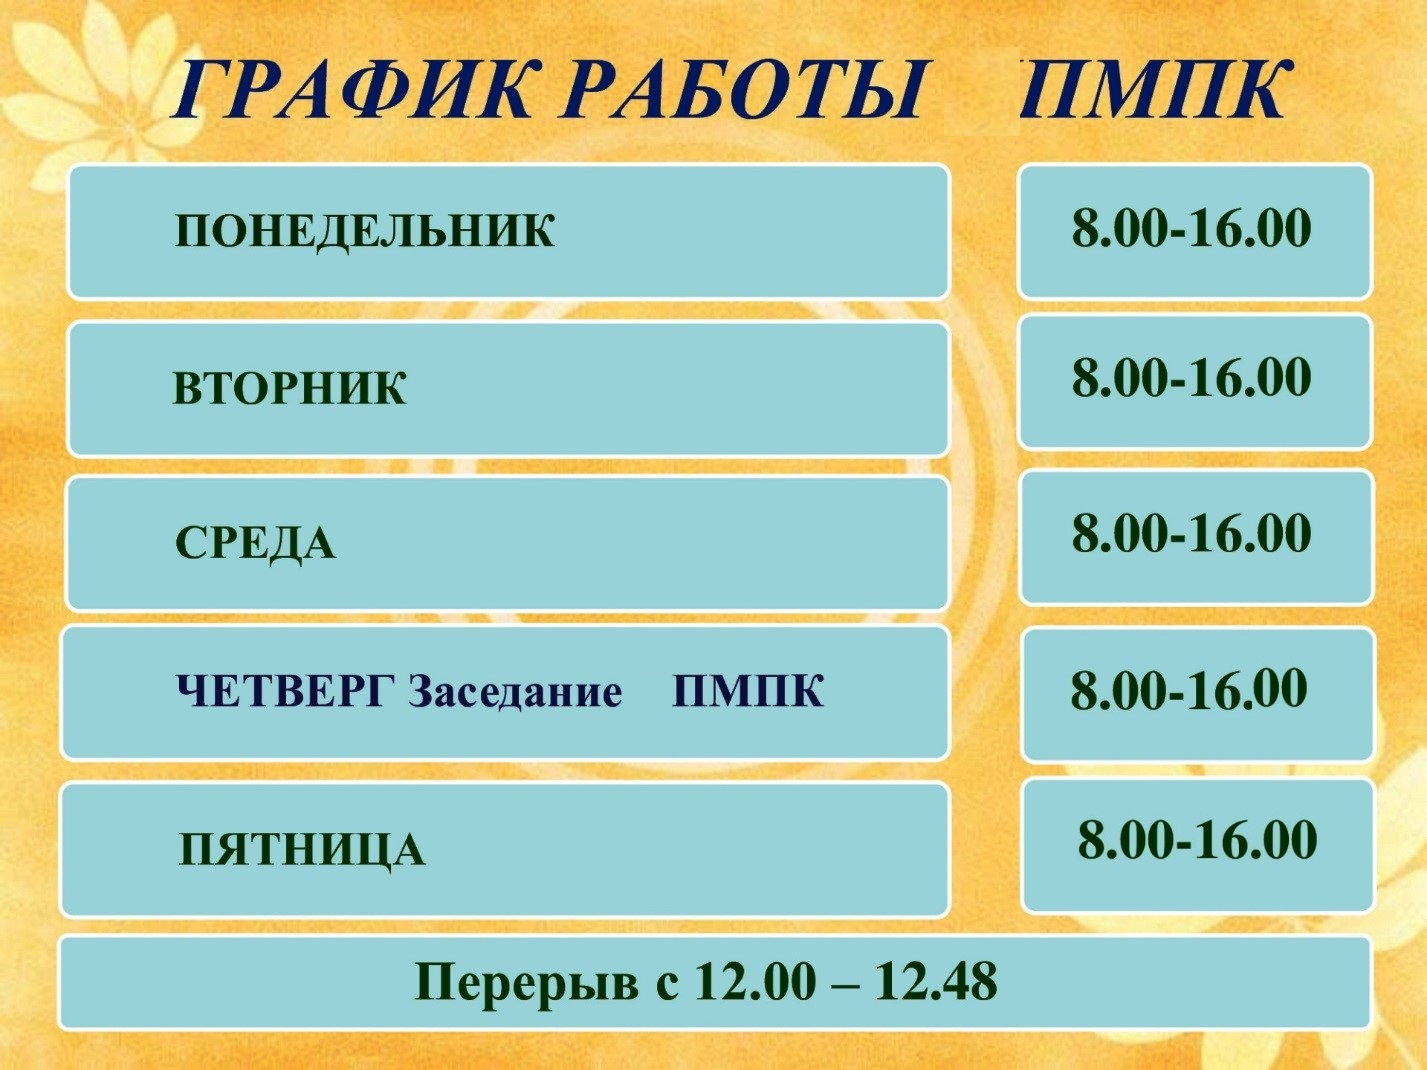 ГРАФИК РАБОТЫ ПМПК
ПОНЕДЕЛЬНИК 8.00-16.00
ВТОРНИК 8.00-16.00
СРЕДА 8.00-16.00
ЧЕТВЕРГ Заседание ПМПК 8.00-16.00
ПЯТНИЦА 8.00-16.00
Перерыв с 12.00 – 12.48